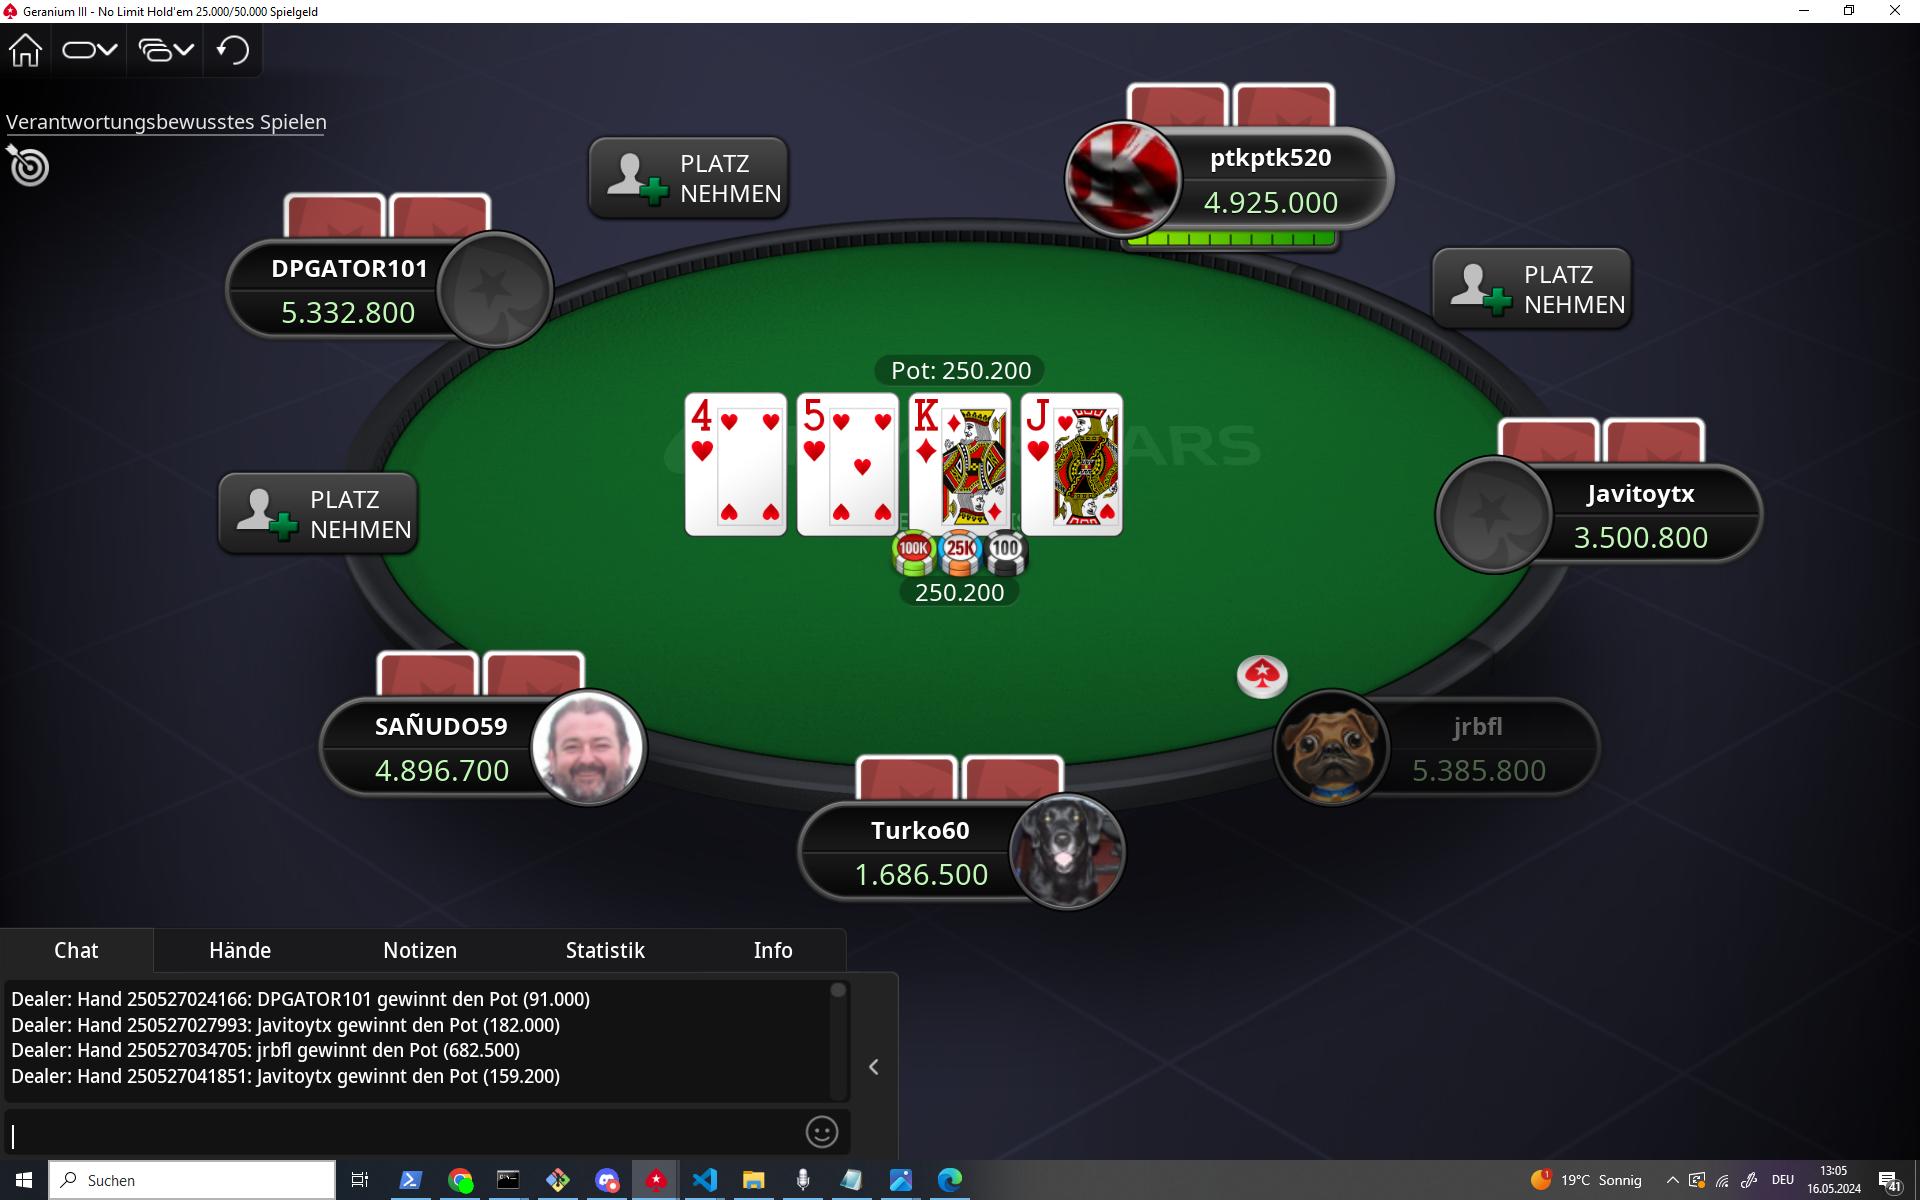 Geranium III - No Limit Hold'em 25.000/50.000 Spielgeld
Verantwortungsbewusstes Spielen
PLATZ
NEHMEN
ptkptk520
4.925.000
DPGATOR101
5.332.800
PLATZ
NEHMEN
Pot: 250.200
4
5
K
J
ARS
Javitoytx
3.500.800
PLATZ
NEHMEN
100K
25K
100
250.200
SAÑUDO59
4.896.700
jrbfl
5.385.800
Turko60
1.686.500
Chat Hände Notizen Statistik Info
Dealer: Hand 250527024166: DPGATOR101 gewinnt den Pot (91.000)
Dealer: Hand 250527027993: Javitoytx gewinnt den Pot (182.000)
Dealer: Hand 250527034705: jrbfl gewinnt den Pot (682.500)
Dealer: Hand 250527041851: Javitoytx gewinnt den Pot (159.200)
Suchen
1
19°C Sonnig
DEU
13:05
16.05.2024
41